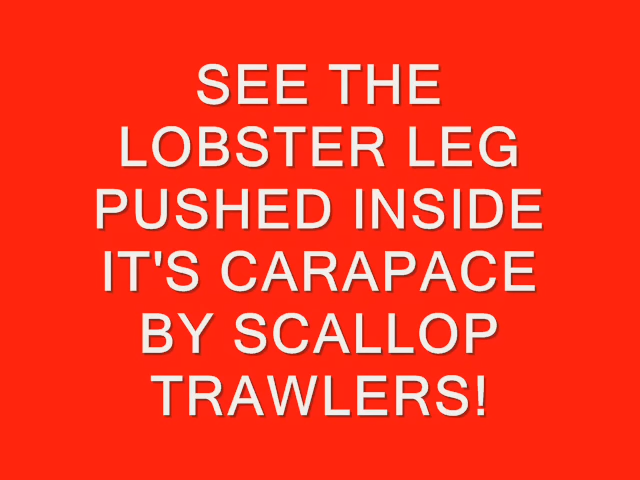 SEE THE
LOBSTER LEG
PUSHED INSIDE
IT'S CARAPACE
BY SCALLOP
TRAWLERS!